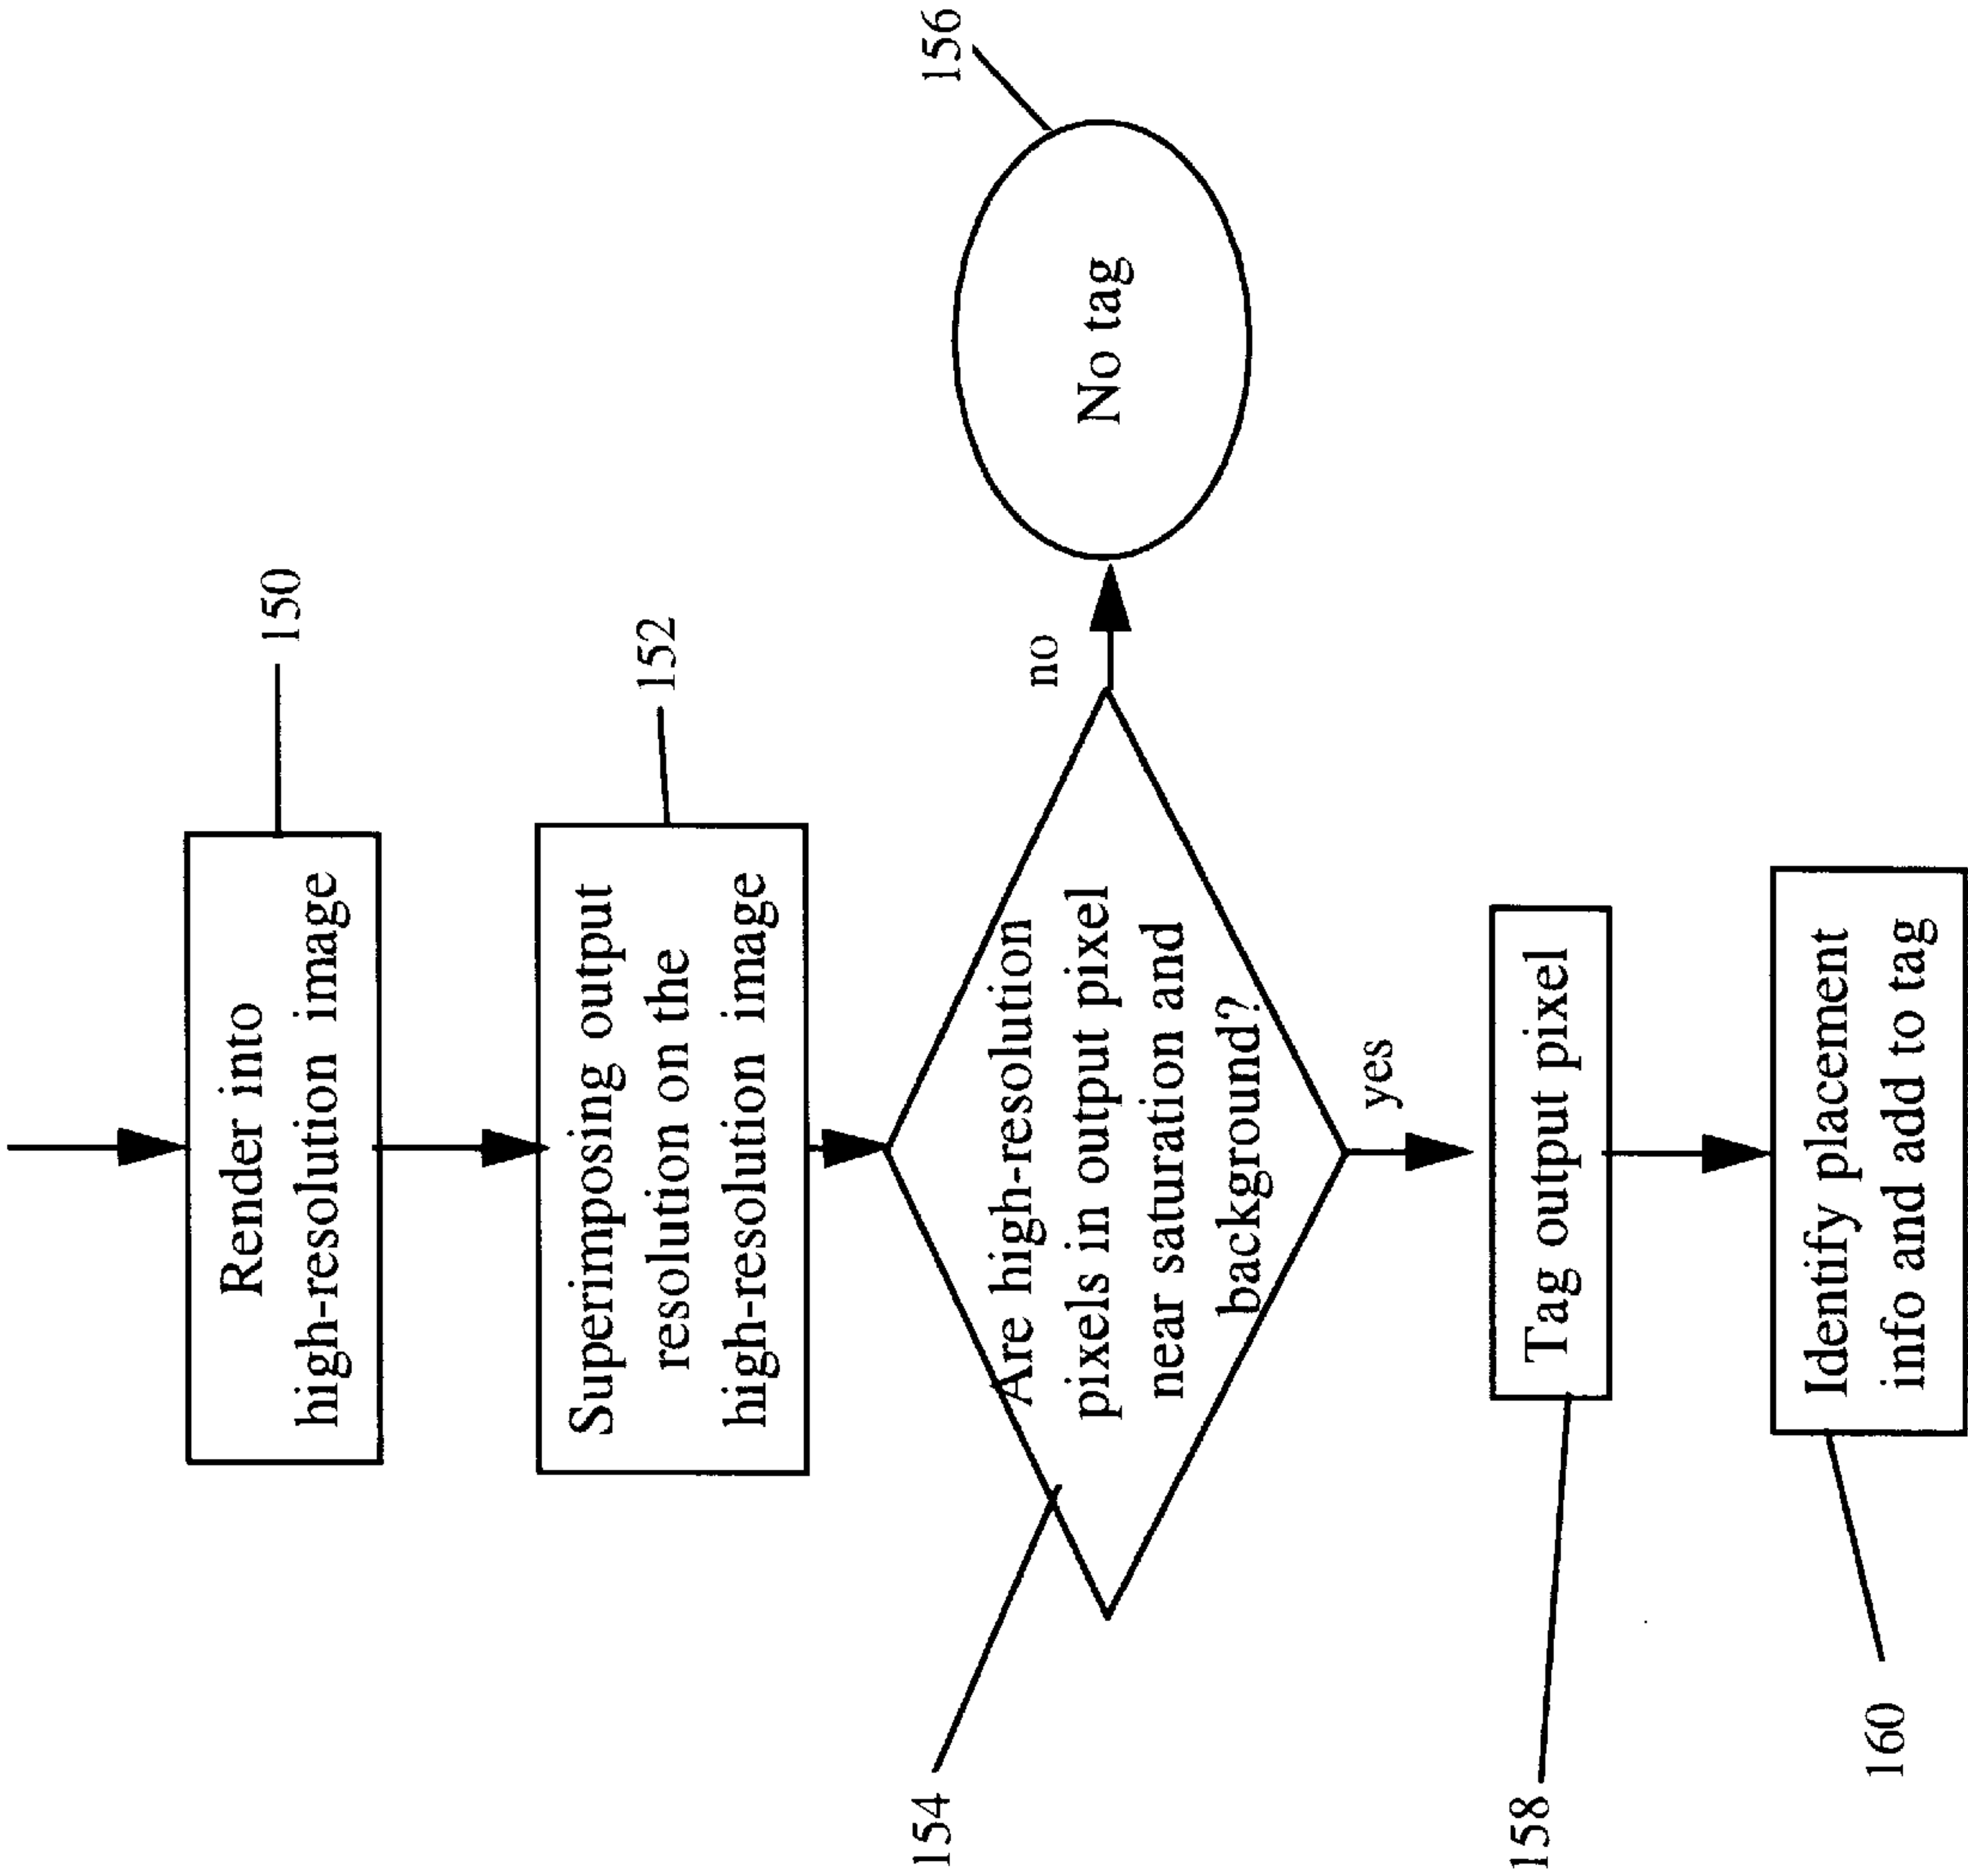 150
Render into
high-resolution image
152
Superimposing output
resolution on the
high-resolution image
154
Are high-resolution
pixels in output pixel
near saturation and
background?
no
156
No tag
yes
158
Tag output pixel
160
Identify placement
info and add to tag